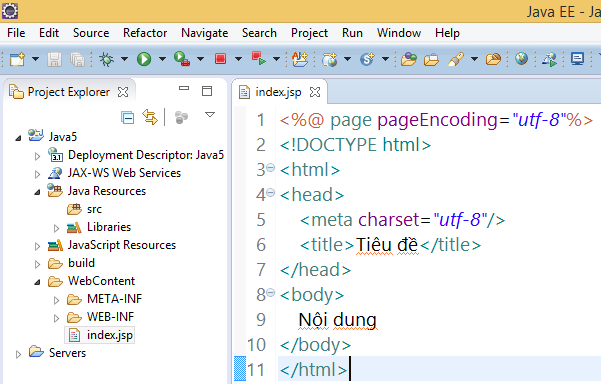 Java EE - Ja
File Edit Source Refactor Navigate Search Project Run Window Help
Project Explorer
Java5
Deployment Descriptor: Java5
JAX-WS Web Services
Java Resources
src
Libraries
JavaScript Resources
build
WebContent
META-INF
WEB-INF
index.jsp
Servers
index.jsp
1 <%@ page pageEncoding="utf-8"%>
2 <!DOCTYPE html>
3 <html>
4 <head>
5 <meta charset="utf-8"/>
6 <title>Tiêu đề</title>
7 </head>
8 <body>
9 Nội dung
10 </body>
11 </html>